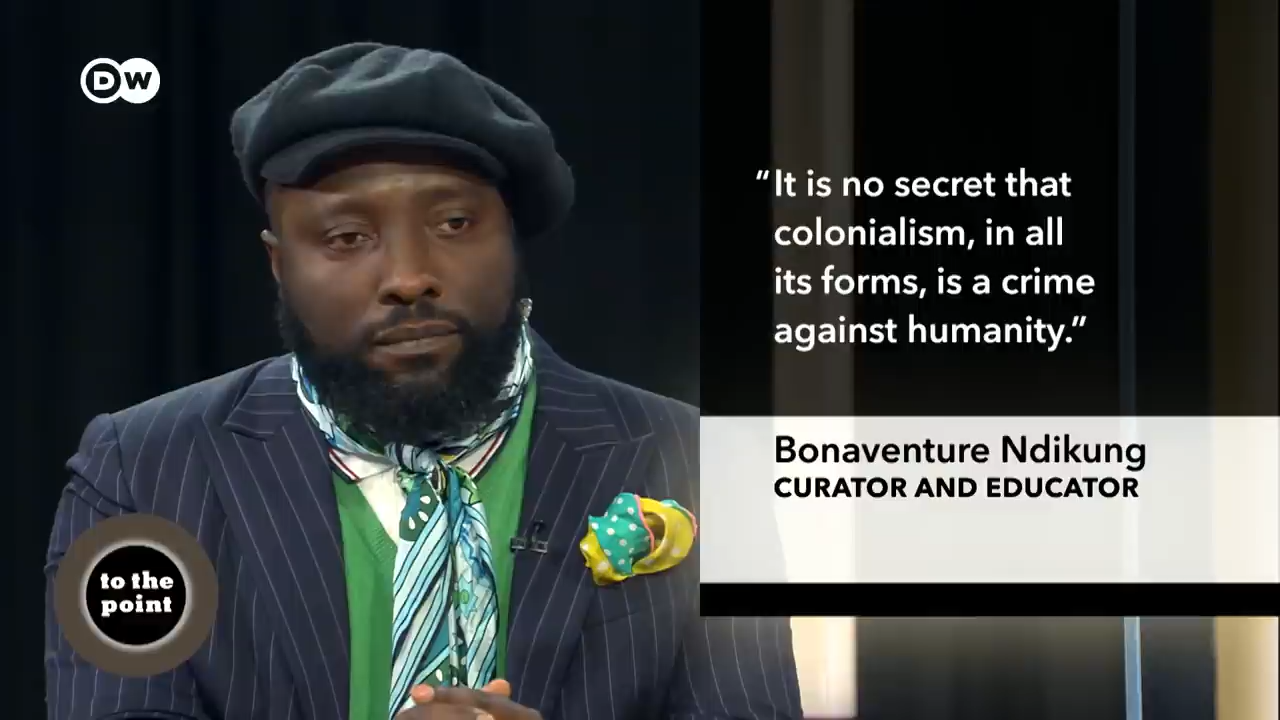 DW
"It is no secret that
colonialism, in all
its forms, is a crime
against humanity."
Bonaventure Ndikung
CURATOR AND EDUCATOR
to the
point